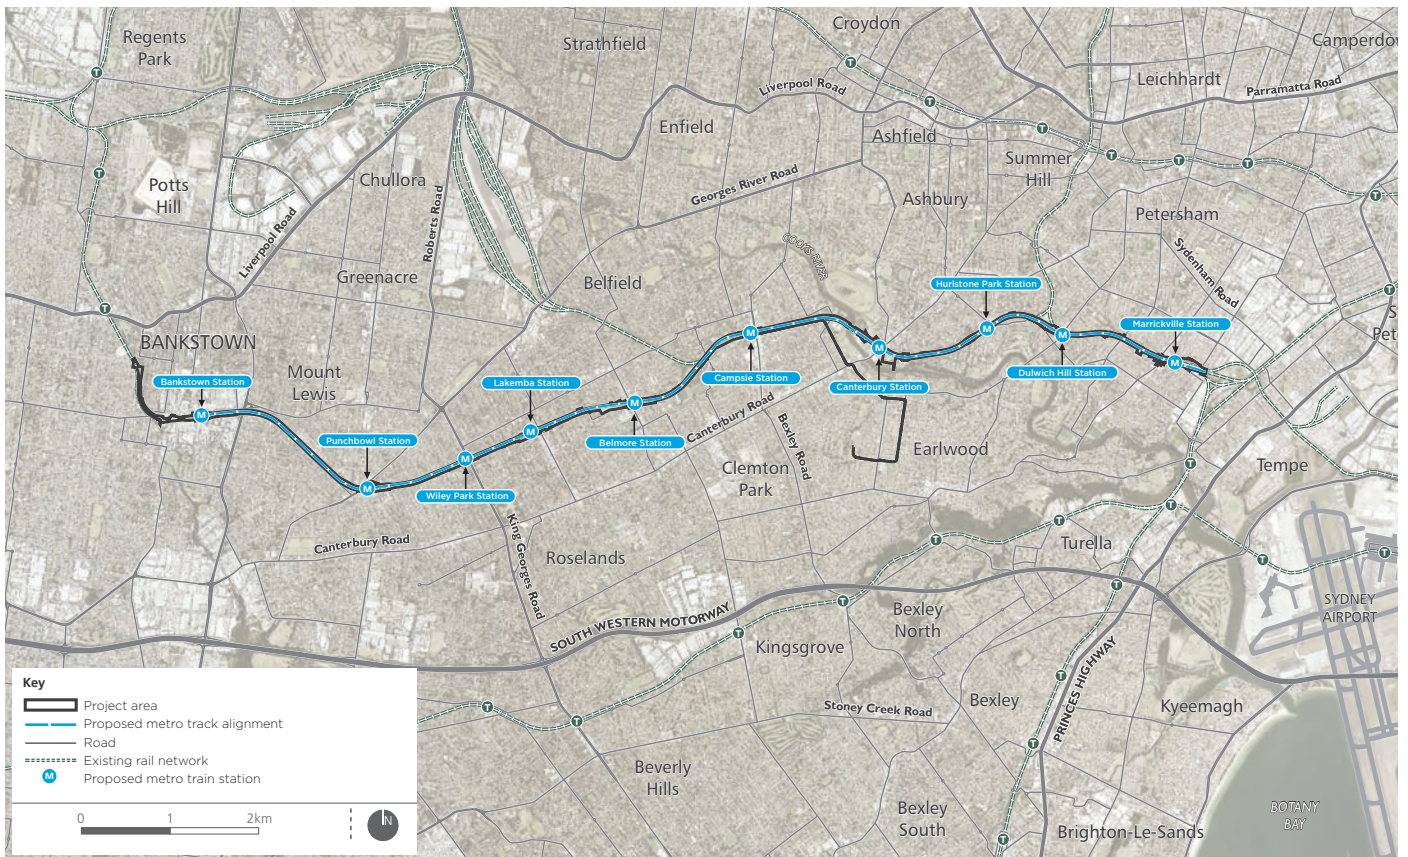 Croydon
Regents
Park
Strathfield
Camperdo
Leichhardt
Liverpool Road
Parramatta Road
Enfield
Ashfield
Summer
Hill
Chullora
Potts
Hill
Georges River Road
Ashbury
Petersham
Roberts Road
Liverpool Road
COOKS RIVER
Sydenham Road
Greenacre
Belfield
Hurlstone Park Station
Marrickville Station
S
Pet
BANKSTOWN
Mount
Lewis
Bankstown Station
Lakemba Station
Campsie Station
Canterbury Station
Dulwich Hill Station
Punchbowl Station
Belmore Station
Canterbury Road
Bexley Road
Earlwood
Clemton
Park
Tempe
Wiley Park Station
Canterbury Road
King Georges Road
Roselands
Turella
SYDNEY
AIRPORT
SOUTH WESTERN MOTORWAY
Bexley
North
Kingsgrove
PRINCES HIGHWAY
Bexley
Kyeemagh
Stoney Creek Road
Beverly
Hills
Bexley
South
Brighton-Le-Sands
BOTANY
BAY
Key
Project area
Proposed metro track alignment
Road
Existing rail network
M Proposed metro train station
0 1 2km
N